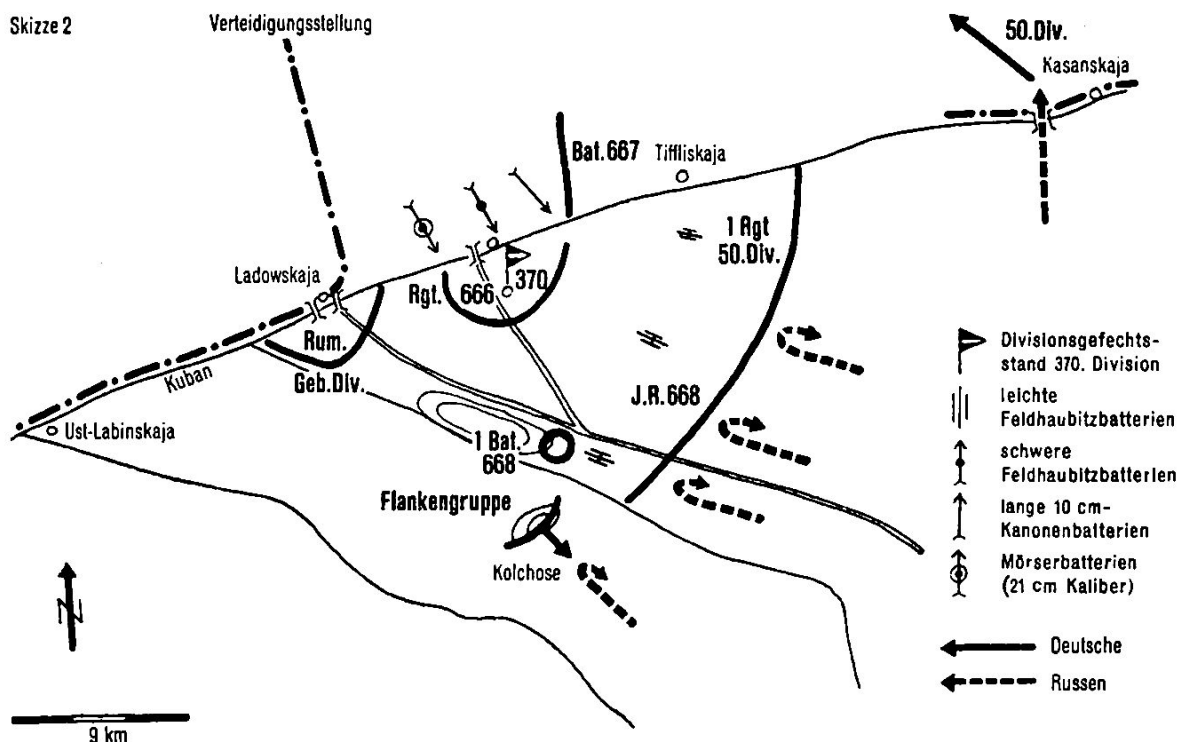 Skizze 2
Verteidigungsstellung
50.Div.
Kasanskaja
Bat.667
Tiffliskaja
1 Rgt
50.Div.
Ladowskaja
Rgt. 666
370
Rum.
Geb.Div.
Kuban
J.R.668
Ust-Labinskaja
1 Bat.
668
Flankengruppe
Kolchose
Divisionsgefechts-
stand 370. Division
leichte
Feldhaubitzbatterien
schwere
Feldhaubitzbatterien
lange 10 cm-
Kanonenbatterien
Mörserbatterien
(21 cm Kaliber)
Deutsche
Russen
N
9 km